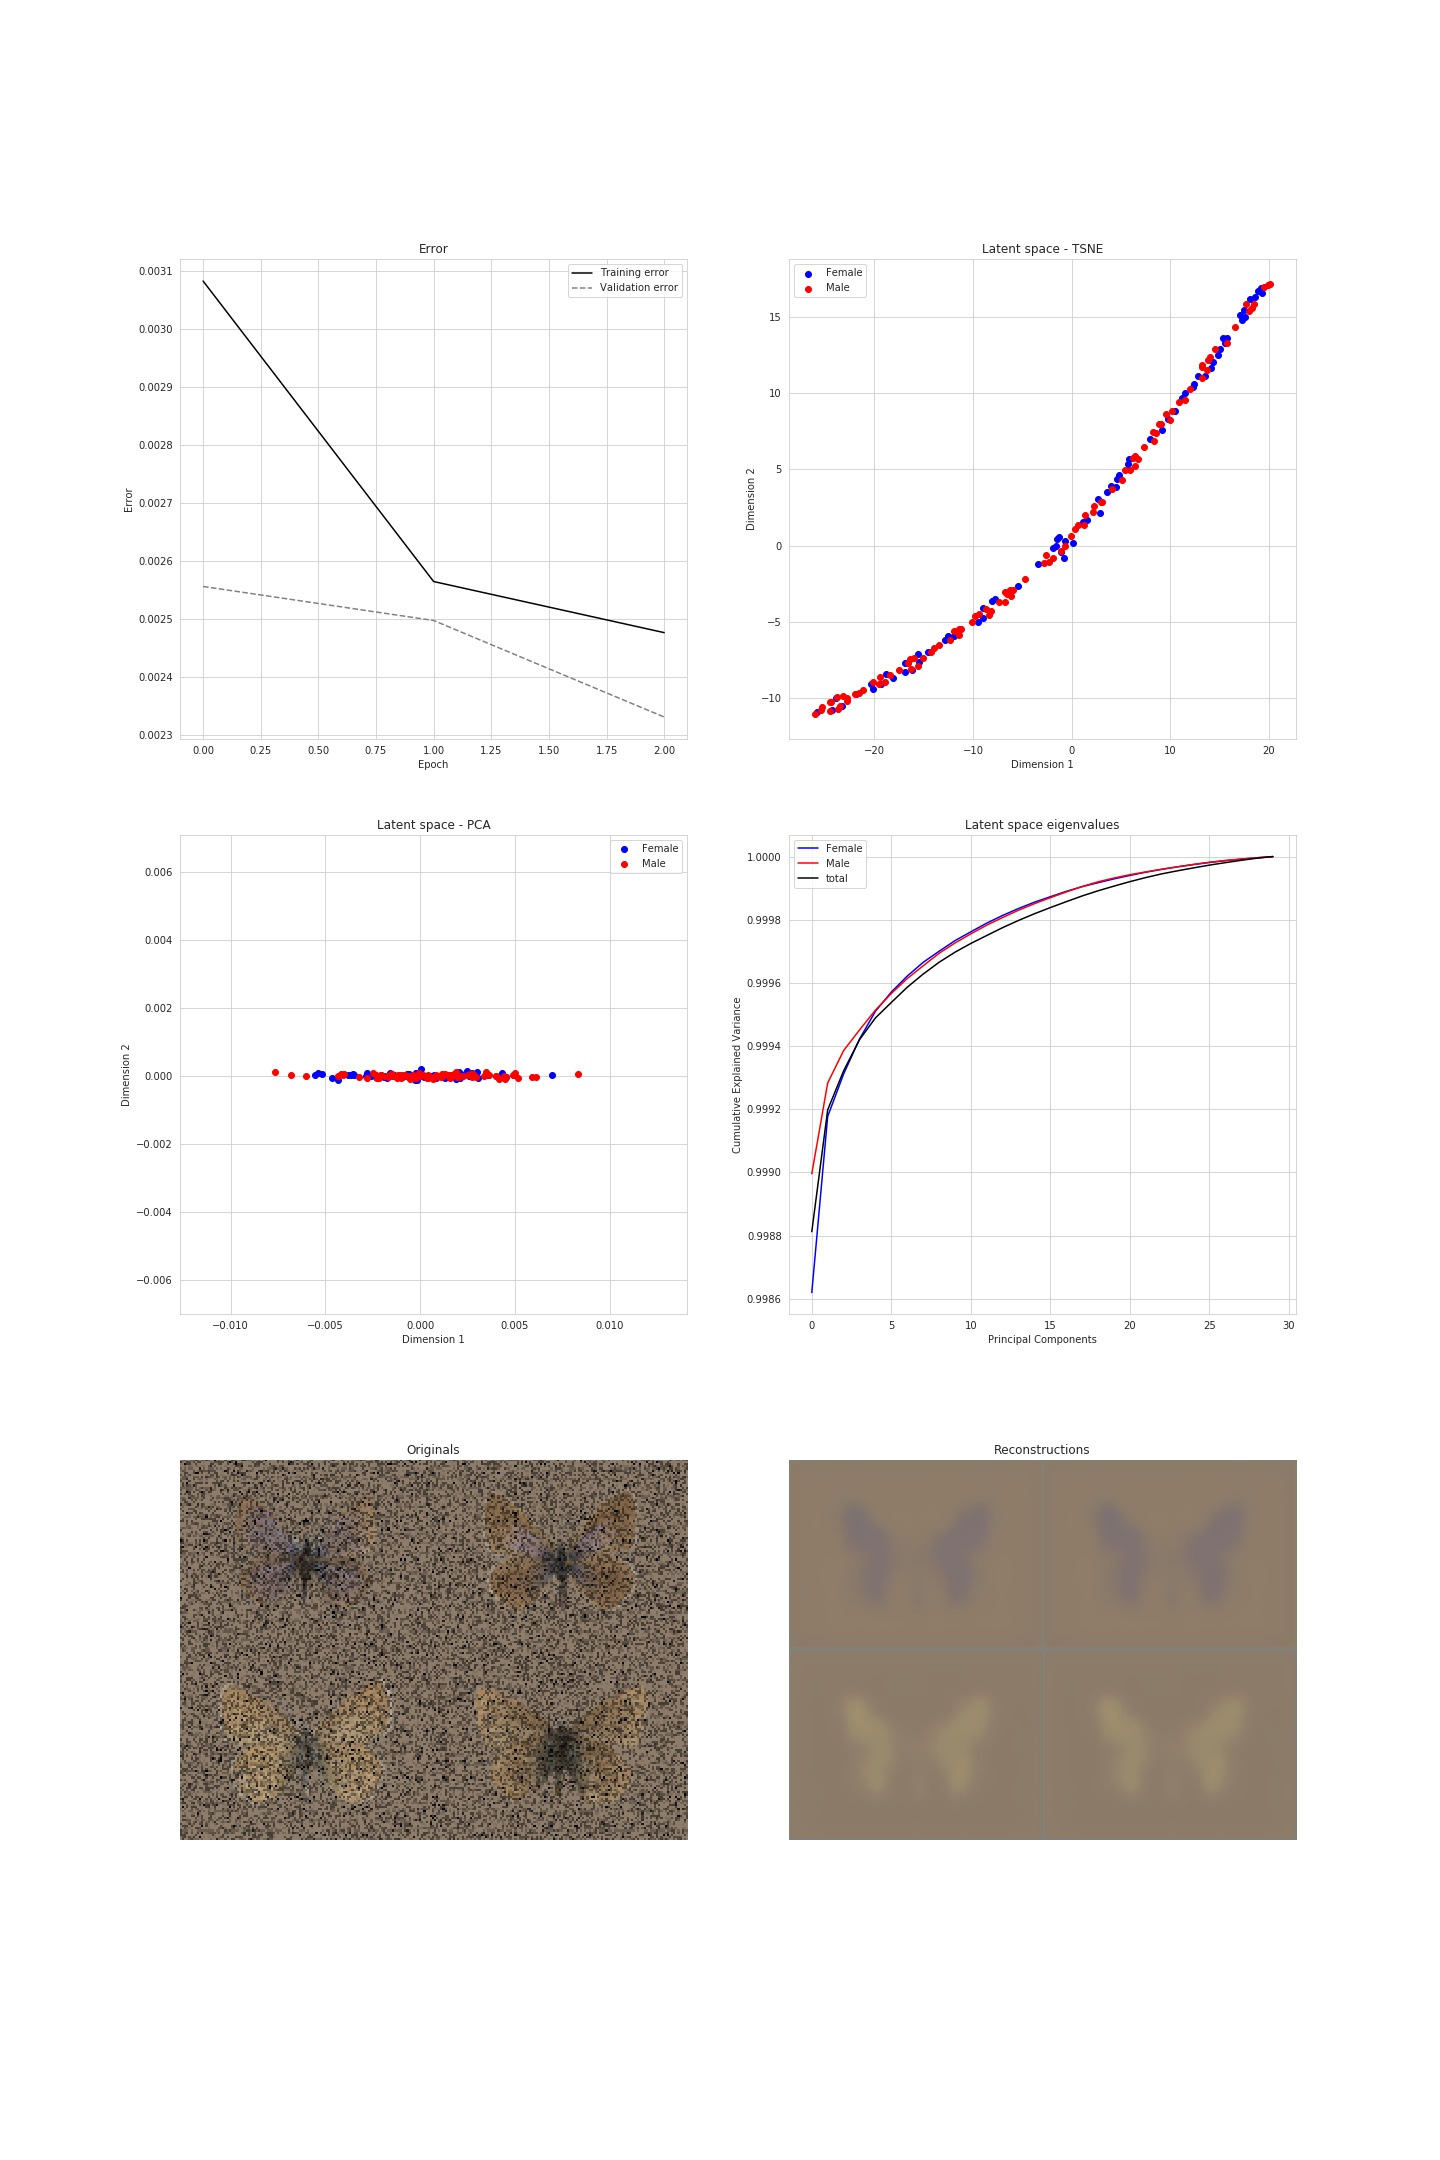 Error
Training error
Validation error
0.0031
0.0030
0.0029
0.0028
0.0027
0.0026
0.0025
0.0024
0.0023
Error
0.00 0.25 0.50 0.75 1.00 1.25 1.50 1.75 2.00
Epoch
Latent space - TSNE
Female
Male
15
10
5
0
−5
−10
Dimension 2
−20 −10 0 10 20
Dimension 1
Latent space - PCA
Female
Male
0.006
0.004
0.002
0.000
−0.002
−0.004
−0.006
Dimension 2
−0.010 −0.005 0.000 0.005 0.010
Dimension 1
Latent space eigenvalues
Female
Male
total
1.0000
0.9998
0.9996
0.9994
0.9992
0.9990
0.9988
0.9986
Cumulative Explained Variance
0 5 10 15 20 25 30
Principal Components
Originals
Reconstructions